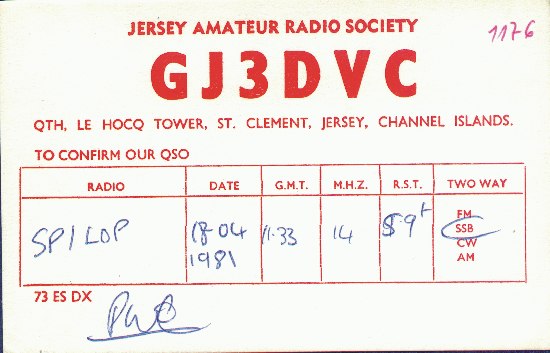 JERSEY AMATEUR RADIO SOCIETY
1176
GJ3DVC
QTH, LE HOCQ TOWER, ST. CLEMENT, JERSEY, CHANNEL ISLANDS.
TO CONFIRM OUR QSO
RADIO DATE G.M.T. M.H.Z. R.S.T. TWO WAY
SP1LOP 18-04 1981 11.33 14 59+ FM
SSB
CW
AM
73 ES DX